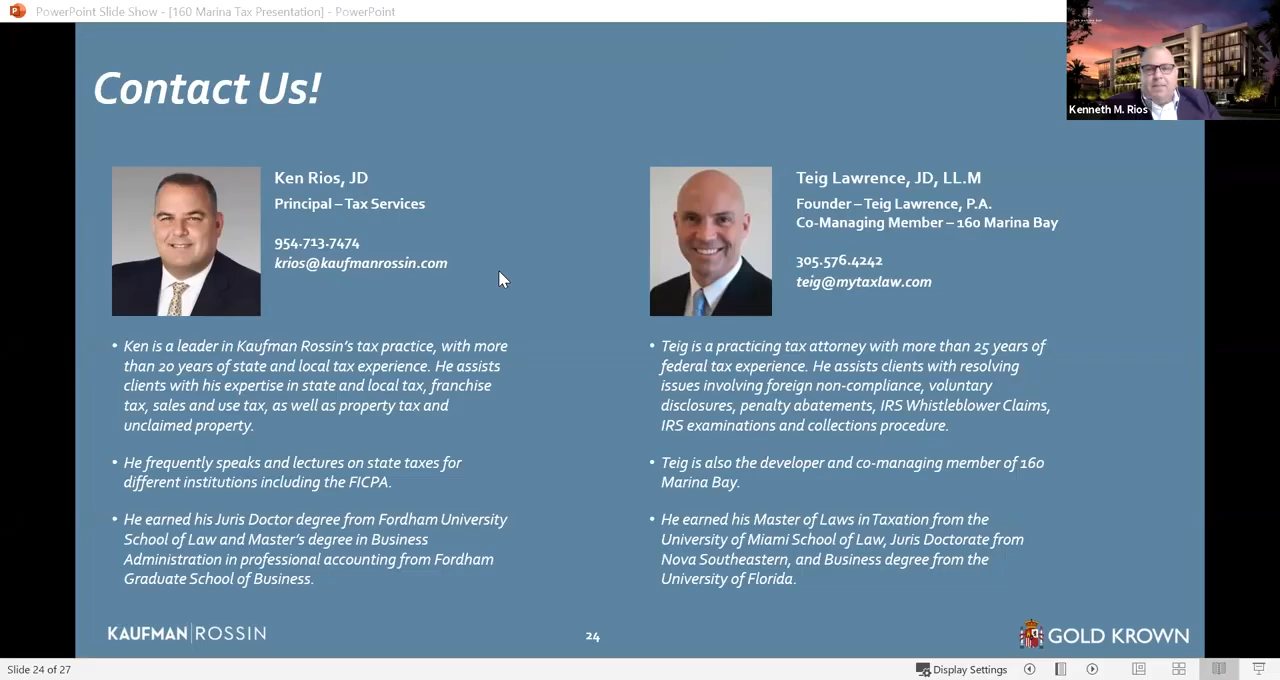 PowerPoint Slide Show - [160 Marina Tax Presentation] - PowerPoint
Kenneth M. Rios
Contact Us!
Ken Rios, JD
Principal – Tax Services
954.713.7474
krios@kaufmanrossin.com
• Ken is a leader in Kaufman Rossin's tax practice, with more
than 20 years of state and local tax experience. He assists
clients with his expertise in state and local tax, franchise
tax, sales and use tax, as well as property tax and
unclaimed property.
• He frequently speaks and lectures on state taxes for
different institutions including the FICPA.
• He earned his Juris Doctor degree from Fordham University
School of Law and Master's degree in Business
Administration in professional accounting from Fordham
Graduate School of Business.
Teig Lawrence, JD, LL.M
Founder – Teig Lawrence, P.A.
Co-Managing Member – 160 Marina Bay
305.576.4242
teig@mytaxlaw.com
• Teig is a practicing tax attorney with more than 25 years of
federal tax experience. He assists clients with resolving
issues involving foreign non-compliance, voluntary
disclosures, penalty abatements, IRS Whistleblower Claims,
IRS examinations and collections procedure.
• Teig is also the developer and co-managing member of 160
Marina Bay.
• He earned his Master of Laws in Taxation from the
University of Miami School of Law, Juris Doctorate from
Nova Southeastern, and Business degree from the
University of Florida.
KAUFMAN ROSSIN
24
GOLD KROWN
Slide 24 of 27
Display Settings